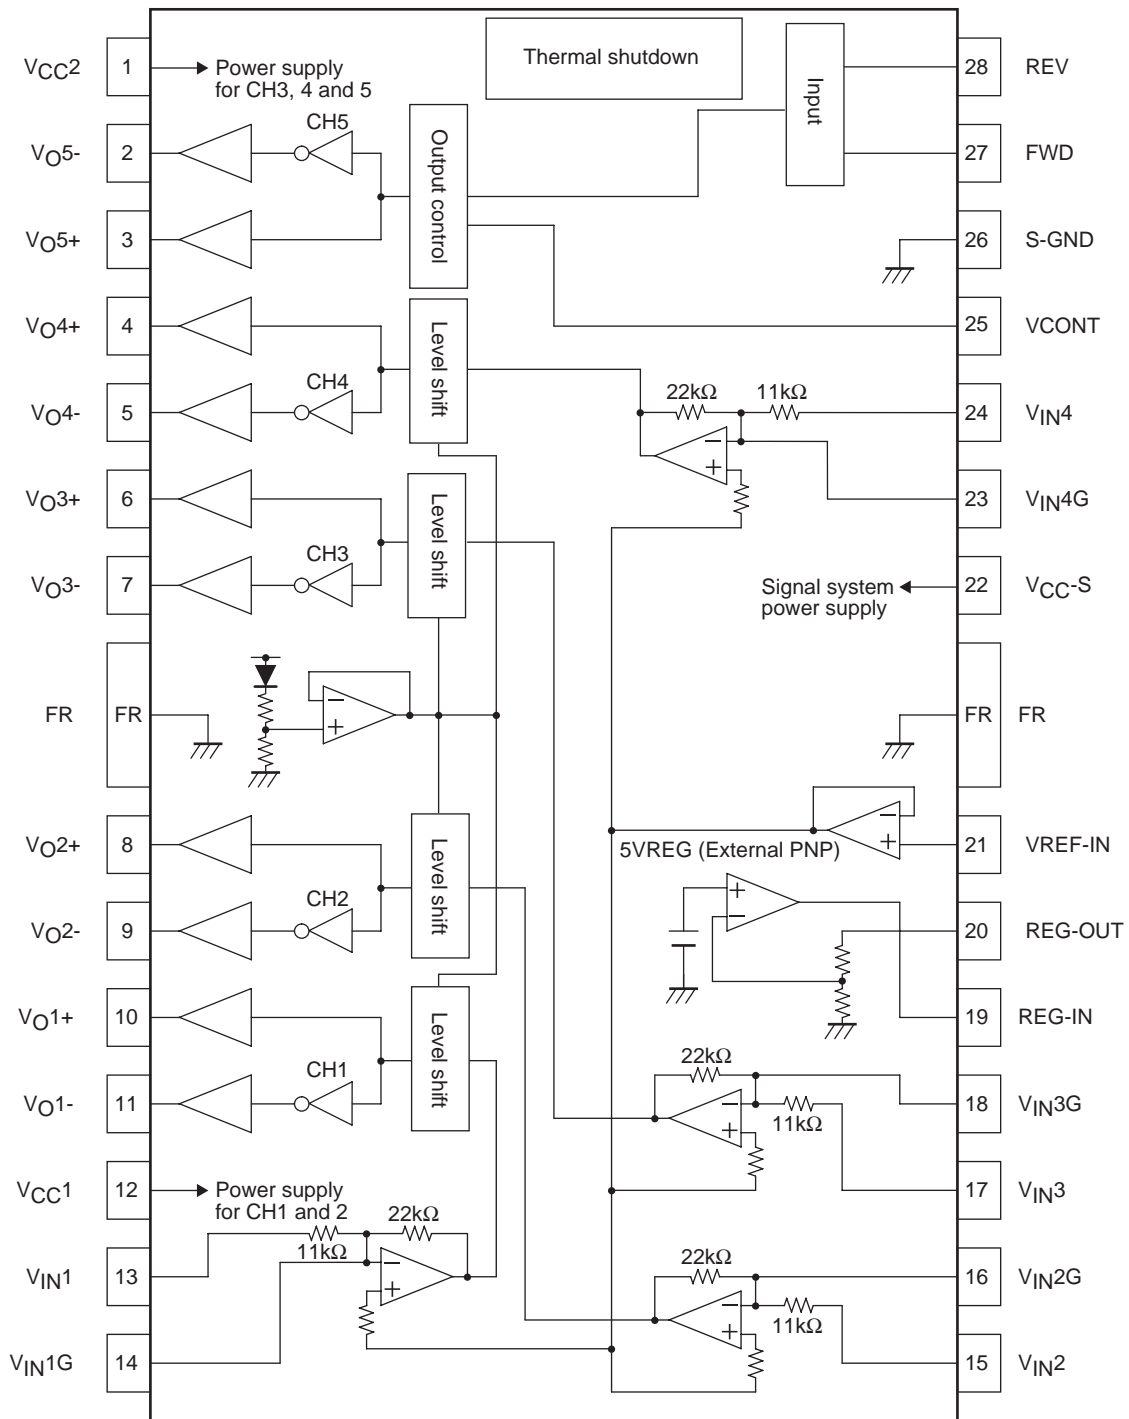 Thermal shutdown
VCC2 1
Power supply
for CH3, 4 and 5
Input
28 REV
CH5
VO5- 2
Output control
27 FWD
VO5+ 3
26 S-GND
VO4+ 4
Level shift
25 VCONT
CH4
VO4- 5
22kΩ 11kΩ
− +
24 VIN4
VO3+ 6
Level shift
23 VIN4G
CH3
VO3- 7
Signal system
power supply
22 VCC-S
FR FR
− +
FR FR
VO2+ 8
Level shift
− +
21 VREF-IN
5VREG (External PNP)
CH2
VO2- 9
+ −
20 REG-OUT
VO1+ 10
Level shift
19 REG-IN
CH1
VO1- 11
22kΩ
− +
11kΩ
18 VIN3G
VCC1 12
Power supply
for CH1 and 2
17 VIN3
VIN1 13
11kΩ
22kΩ
− +
22kΩ
− +
11kΩ
16 VIN2G
VIN1G 14
15 VIN2